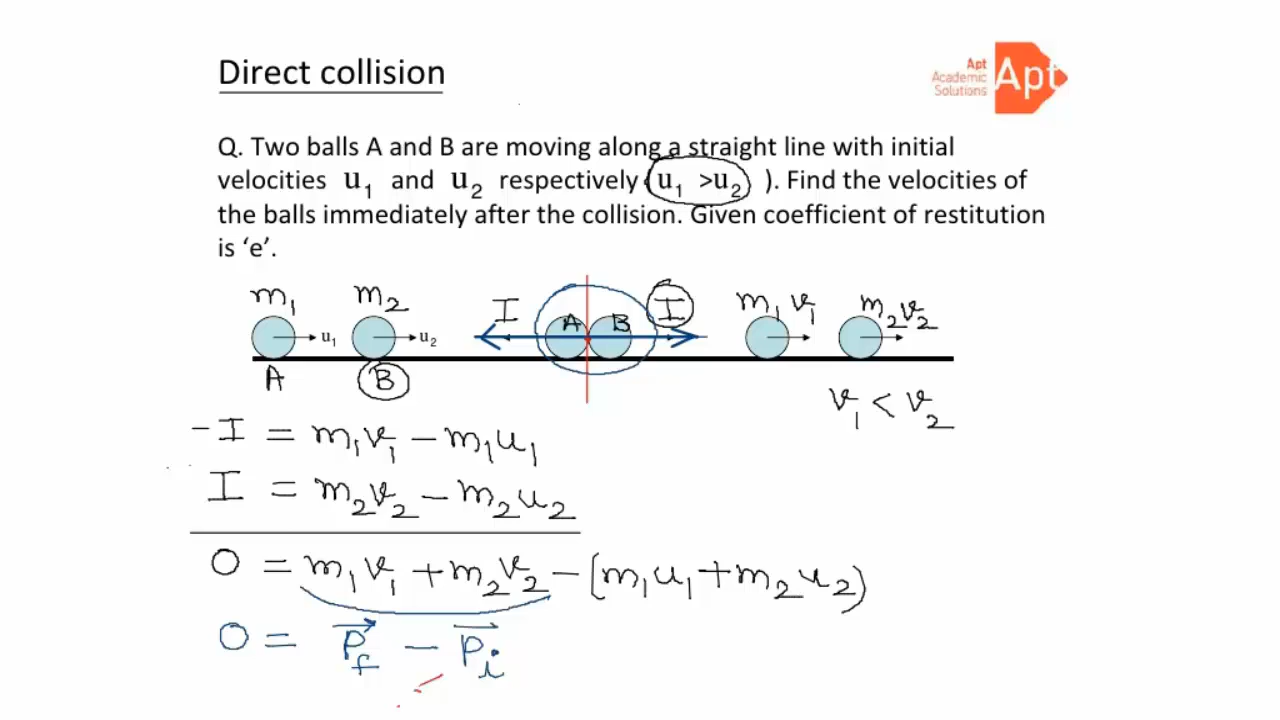 Direct collision
Apt
Academic
Solutions
Apt
Q. Two balls A and B are moving along a straight line with initial
velocities u₁ and u₂ respectively (u₁ >u₂ ). Find the velocities of
the balls immediately after the collision. Given coefficient of restitution
is ‘e’.
m₁ m₂ I I m₁ v₁ m₂ v₂
u₁ u₂ A B
A B
v₁ < v₂
-I = m₁v₁ - m₁u₁
I = m₂v₂ - m₂u₂
0 = m₁v₁ + m₂v₂ - (m₁u₁ + m₂u₂)
0 = P⃗f - P⃗i